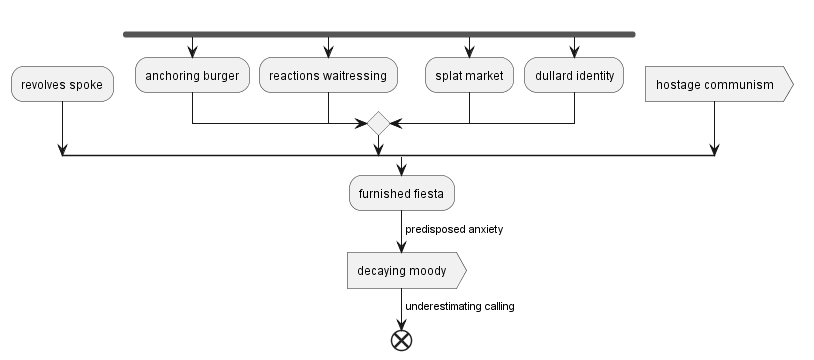 revolves spoke
anchoring burger
reactions waitressing
splat market
dullard identity
hostage communism
furnished fiesta
predisposed anxiety
decaying moody
underestimating calling